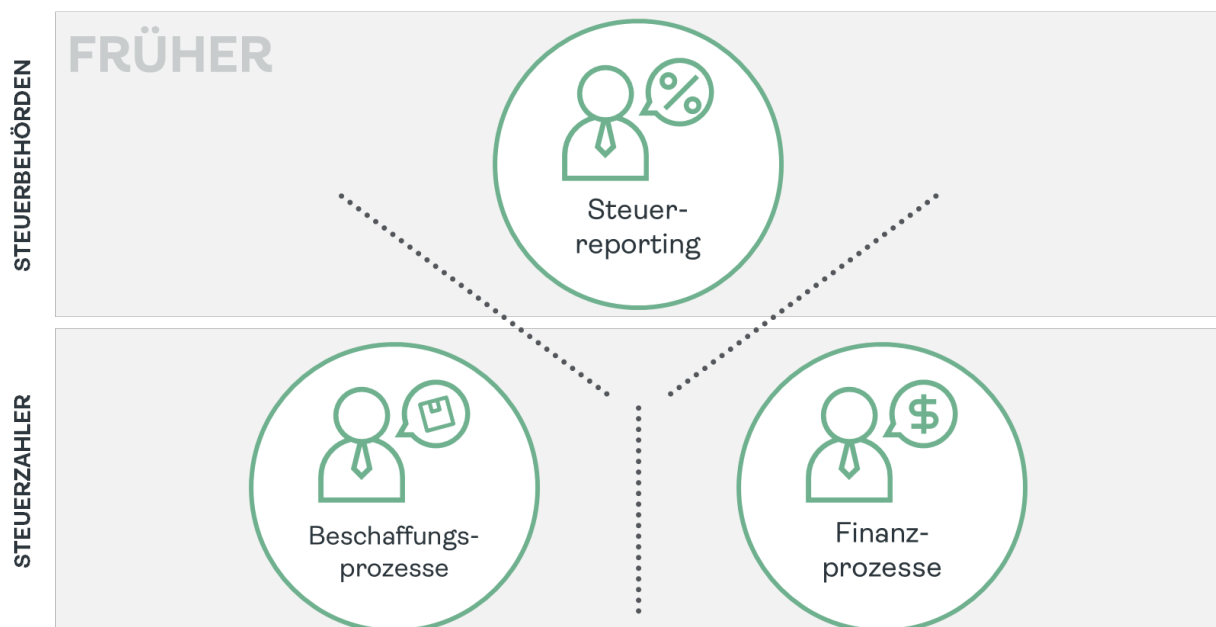 FRÜHER
STEUERBEHÖRDEN
Steuer-
reporting
STEUERZAHLER
Beschaffungs-
prozesse
$
Finanz-
prozesse